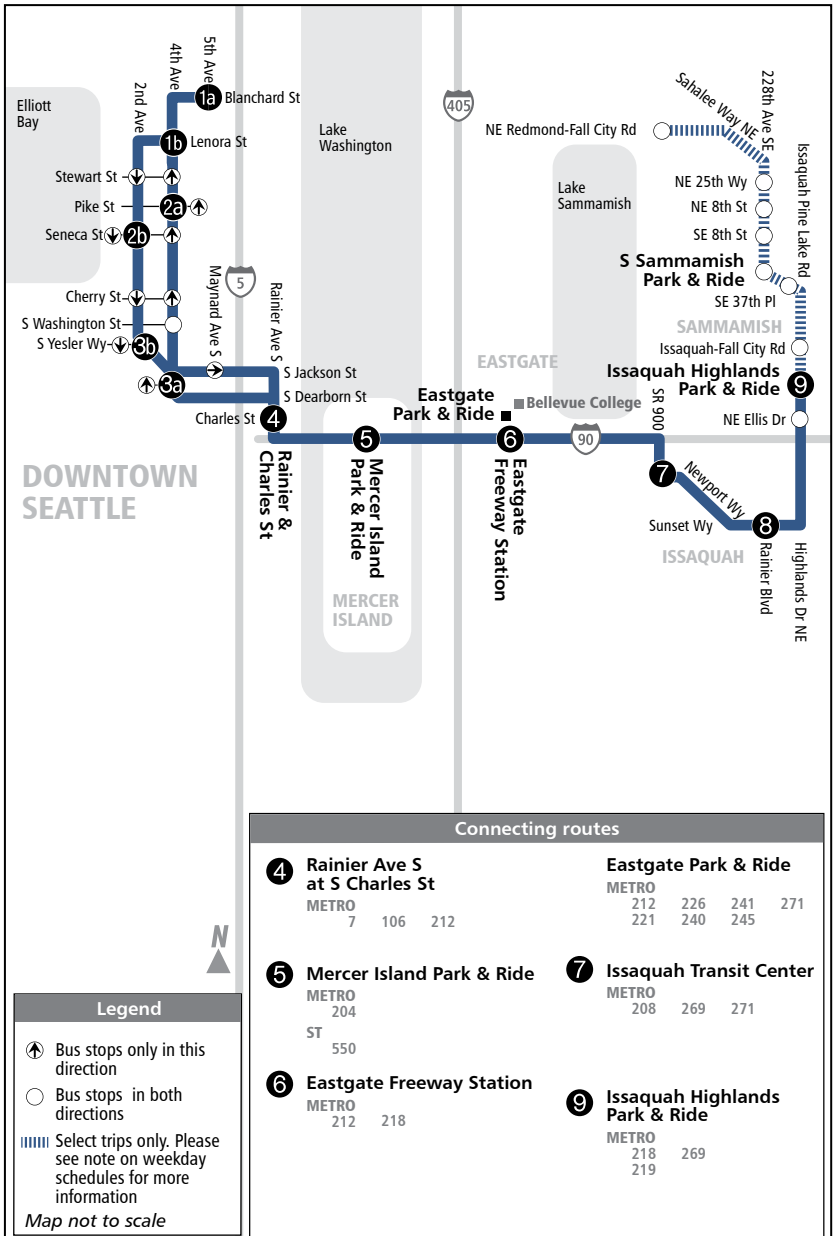 5th Ave
4th Ave
2nd Ave
1a Blanchard St
Elliott
Bay
1b Lenora St
Stewart St
Pike St
2a
Seneca St
2b
Cherry St
S Washington St
S Yesler Wy
3b
3a
Maynard Ave S
5
Rainier Ave S
S Jackson St
S Dearborn St
Charles St
4
Rainier &
Charles St
DOWNTOWN
SEATTLE
Lake
Washington
5
Mercer Island
Park & Ride
MERCER
ISLAND
405
EASTGATE
Eastgate
Park & Ride
Bellevue College
6
Eastgate
Freeway Station
90
Lake
Sammamish
NE Redmond-Fall City Rd
Sahalee Way NE
228th Ave SE
Issaquah Pine Lake Rd
NE 25th Wy
NE 8th St
SE 8th St
S Sammamish
Park & Ride
SE 37th Pl
SAMMAMISH
Issaquah-Fall City Rd
Issaquah Highlands
Park & Ride
9
NE Ellis Dr
SR 900
7
Newport Wy
Sunset Wy
8
ISSAQUAH
Rainier Blvd
Highlands Dr NE
N
Legend
Bus stops only in this
direction
Bus stops in both
directions
Select trips only. Please
see note on weekday
schedules for more
information
Map not to scale
Connecting routes
4 Rainier Ave S
at S Charles St
METRO
7 106 212
5 Mercer Island Park & Ride
METRO
204
ST
550
6 Eastgate Freeway Station
METRO
212 218
Eastgate Park & Ride
METRO
212 226 241 271
221 240 245
7 Issaquah Transit Center
METRO
208 269 271
9 Issaquah Highlands
Park & Ride
METRO
218 269
219